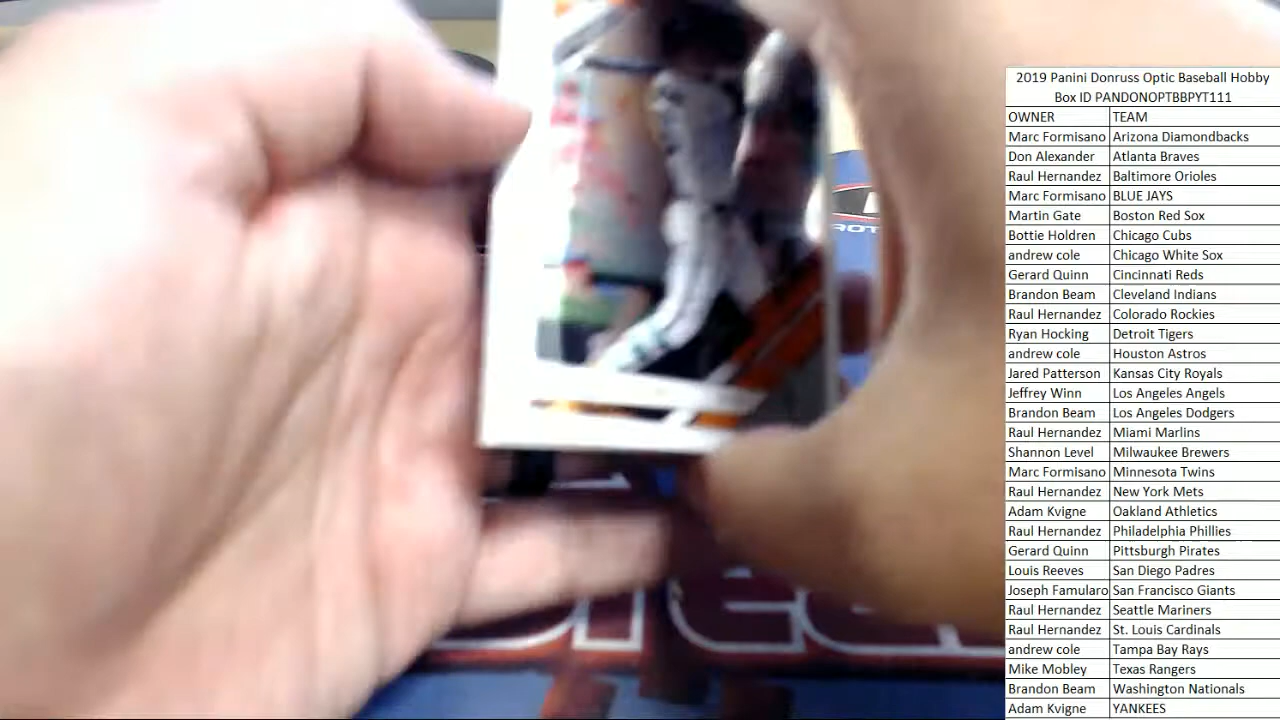 2019 Panini Donruss Optic Baseball Hobby
Box ID PANDONOPTBBPYT111
OWNER TEAM
Marc Formisano Arizona Diamondbacks
Don Alexander Atlanta Braves
Raul Hernandez Baltimore Orioles
Marc Formisano BLUE JAYS
Martin Gate Boston Red Sox
Bottie Holdren Chicago Cubs
andrew cole Chicago White Sox
Gerard Quinn Cincinnati Reds
Brandon Beam Cleveland Indians
Raul Hernandez Colorado Rockies
Ryan Hocking Detroit Tigers
andrew cole Houston Astros
Jared Patterson Kansas City Royals
Jeffrey Winn Los Angeles Angels
Brandon Beam Los Angeles Dodgers
Raul Hernandez Miami Marlins
Shannon Level Milwaukee Brewers
Marc Formisano Minnesota Twins
Raul Hernandez New York Mets
Adam Kvigne Oakland Athletics
Raul Hernandez Philadelphia Phillies
Gerard Quinn Pittsburgh Pirates
Louis Reeves San Diego Padres
Joseph Famularo San Francisco Giants
Raul Hernandez Seattle Mariners
Raul Hernandez St. Louis Cardinals
andrew cole Tampa Bay Rays
Mike Mobley Texas Rangers
Brandon Beam Washington Nationals
Adam Kvigne YANKEES